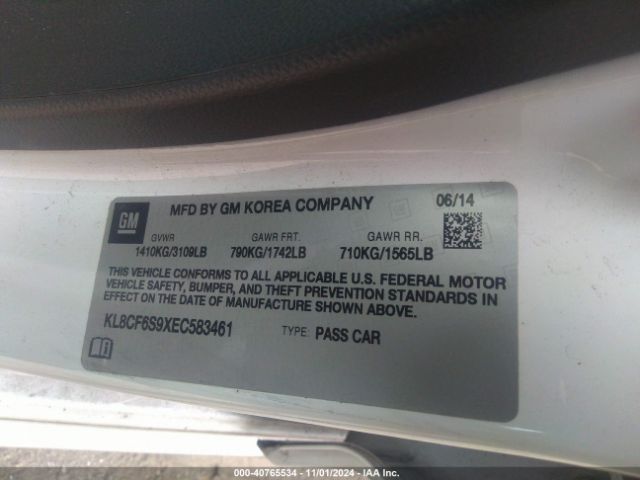 GM
MFD BY GM KOREA COMPANY
06/14
GVWR GAWR FRT. GAWR RR.
1410KG/3109LB 790KG/1742LB 710KG/1565LB
THIS VEHICLE CONFORMS TO ALL APPLICABLE U.S. FEDERAL MOTOR
VEHICLE SAFETY, BUMPER, AND THEFT PREVENTION STANDARDS IN
EFFECT ON THE DATE OF MANUFACTURE SHOWN ABOVE.
KL8CF6S9XEC583461 TYPE: PASS CAR
000-40765534 - 11/01/2024 - IAA Inc.